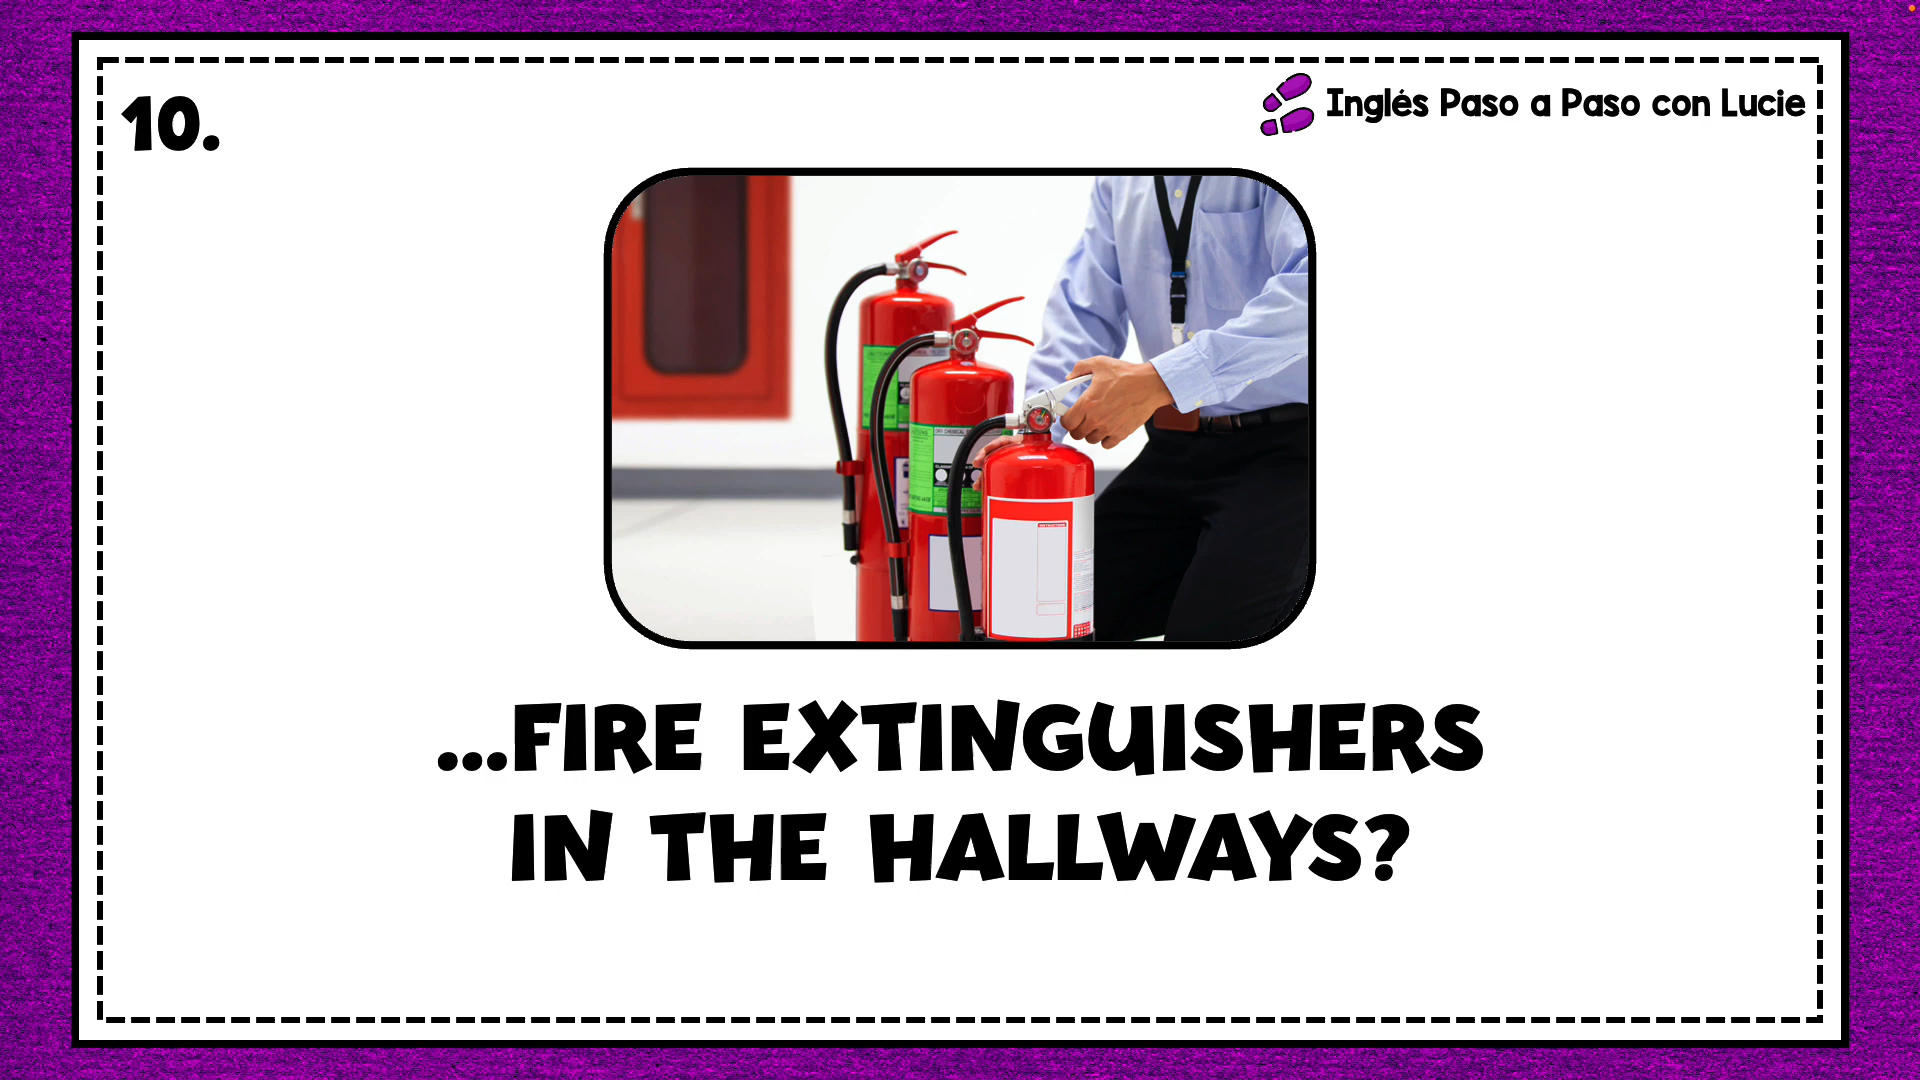 10.
Inglés Paso a Paso con Lucie
...FIRE EXTINGUISHERS
IN THE HALLWAYS?